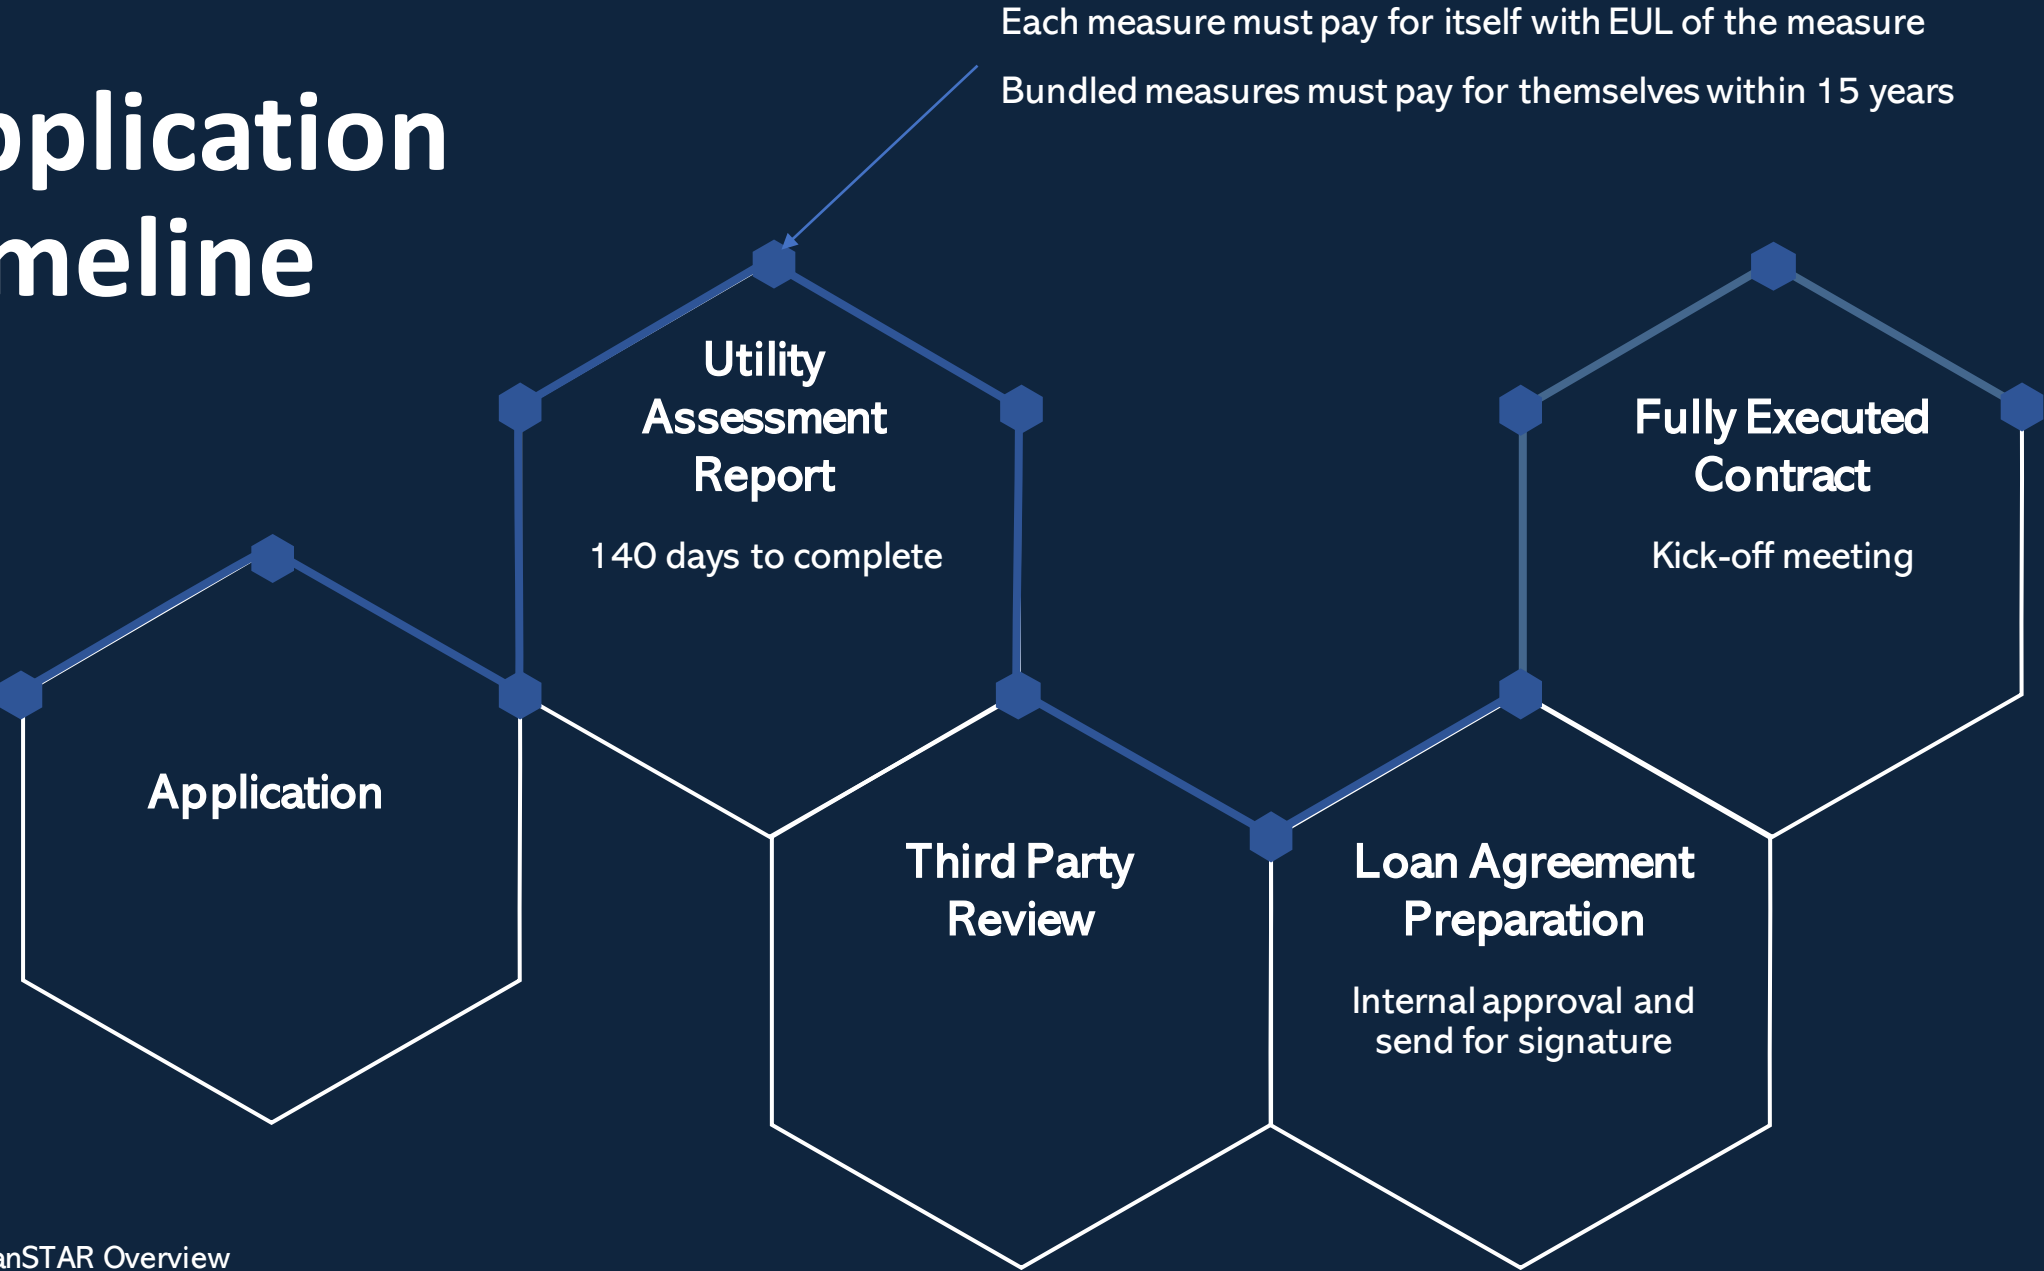 Each measure must pay for itself with EUL of the measure
Bundled measures must pay for themselves within 15 years
pplication
meline
Utility
Assessment
Report
140 days to complete
Fully Executed
Contract
Kick-off meeting
Application
Third Party
Review
Loan Agreement
Preparation
Internal approval and
send for signature
anSTAR Overview